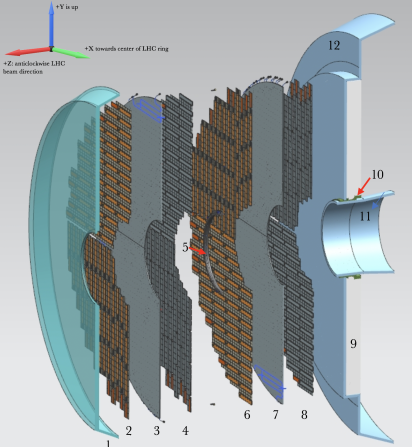 +Y is up
+X towards center of LHC ring
+Z: anticlockwise LHC
beam direction
12
10
11
5
9
6 7 8
1 2 3 4